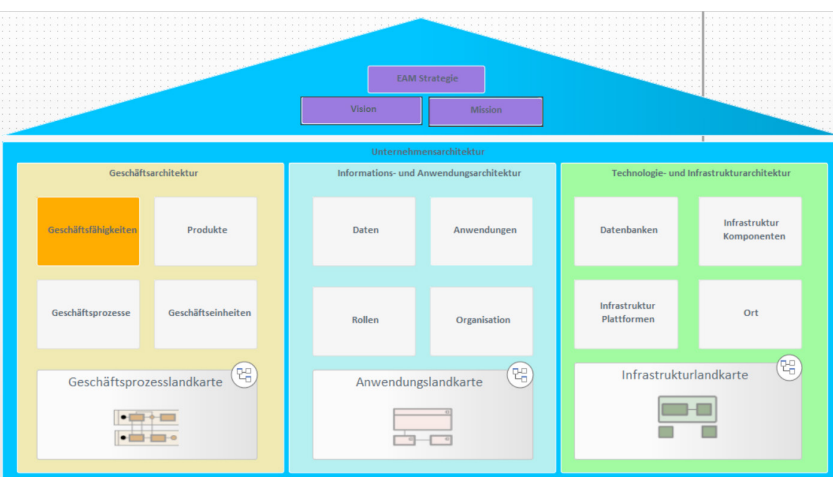 EAM Strategie
Vision
Mission
Unternehmensarchitektur
Geschäftsarchitektur
Geschäftsfähigkeiten
Produkte
Geschäftsprozesse
Geschäftseinheiten
Geschäftsprozesslandkarte
Informations- und Anwendungsarchitektur
Daten
Anwendungen
Rollen
Organisation
Anwendungslandkarte
Technologie- und Infrastrukturarchitektur
Datenbanken
Infrastruktur
Komponenten
Infrastruktur
Plattformen
Ort
Infrastrukturlandkarte